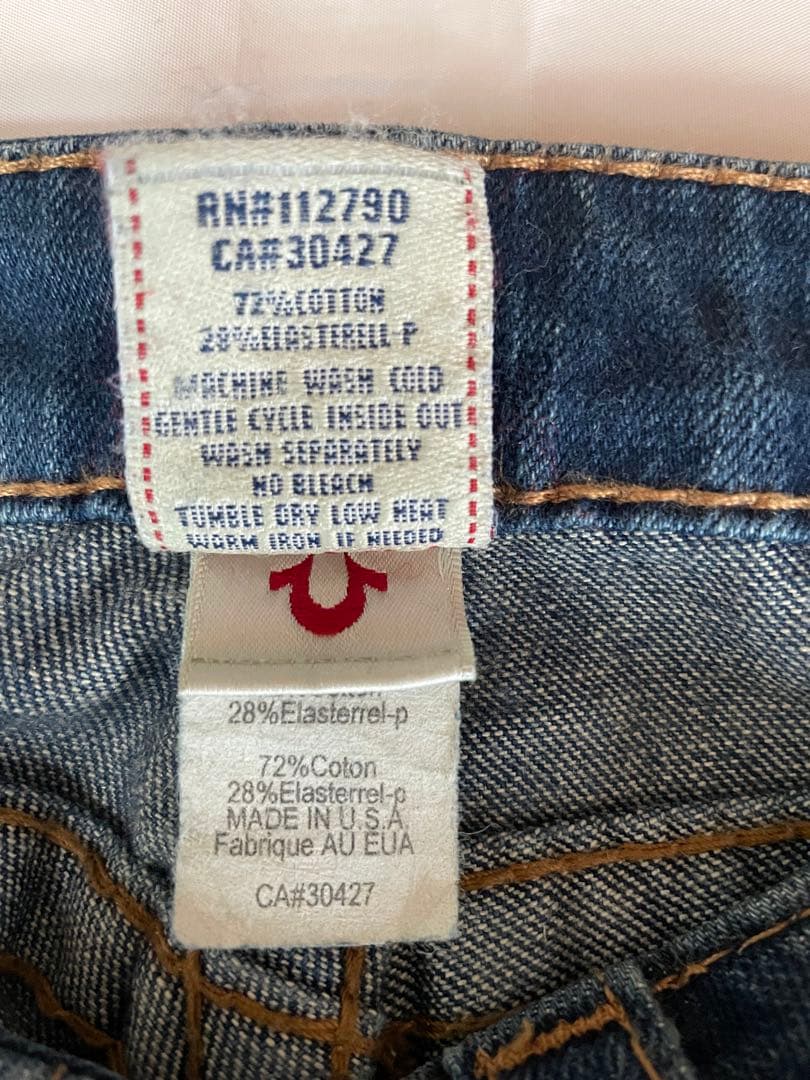 RN#112790
CA#30427
72%COTTON
28%ELASTERELL-P
MACHINE WASH COLD
GENTLE CYCLE INSIDE OUT
WASH SEPARATELY
NO BLEACH
TUMBLE DRY LOW HEAT
WARM IRON IF NEEDED
28%Elasterrel-p
72%Coton
28%Elasterrel-p
MADE IN U.S.A
Fabrique AU EUA
CA#30427